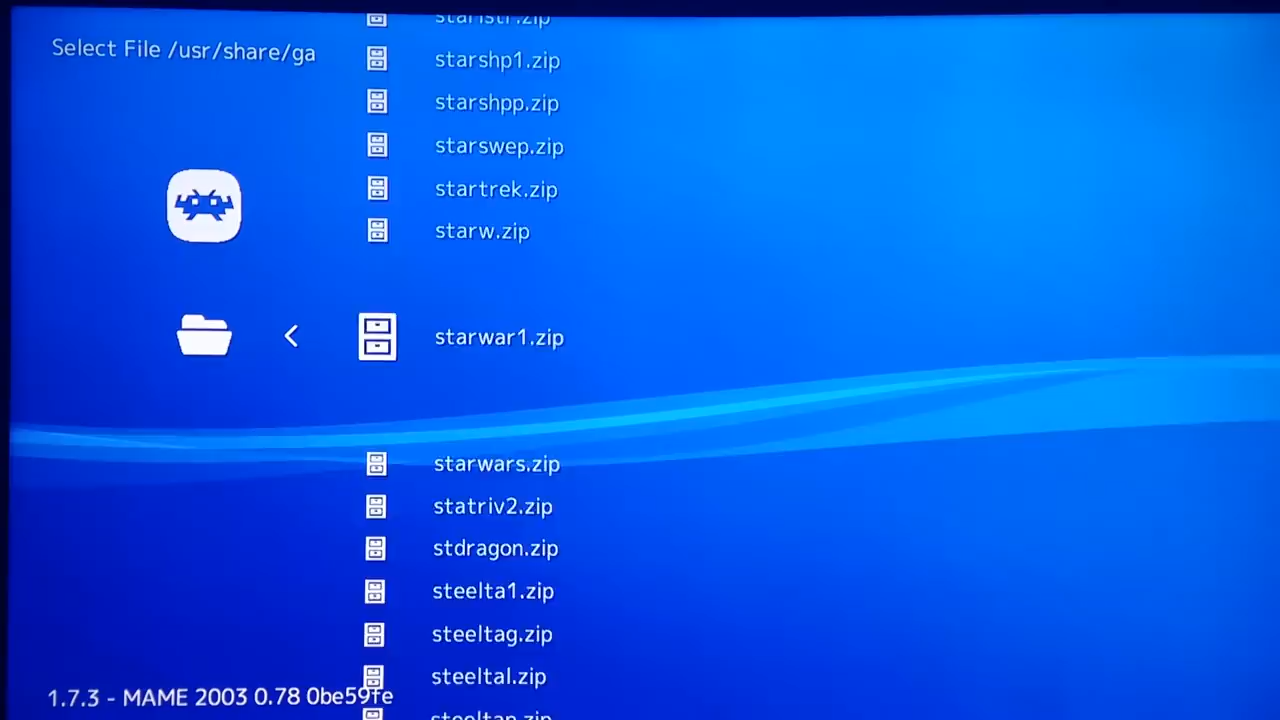 Select File /usr/share/ga
starshp1.zip
starshpp.zip
starswep.zip
startrek.zip
starw.zip
starwar1.zip
starwars.zip
statriv2.zip
stdragon.zip
steelta1.zip
steeltag.zip
steeltal.zip
1.7.3 - MAME 2003 0.78 0be59fe